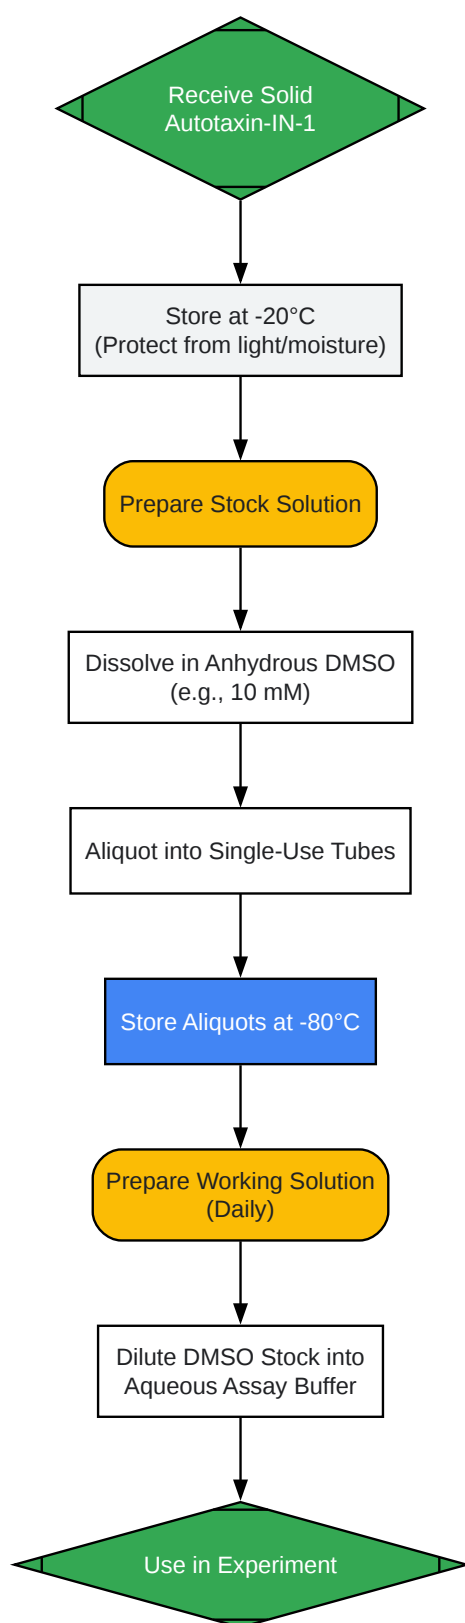 Receive Solid
Autotaxin-IN-1
Store at -20°C
(Protect from light/moisture)
Prepare Stock Solution
Dissolve in Anhydrous DMSO
(e.g., 10 mM)
Aliquot into Single-Use Tubes
Store Aliquots at -80°C
Prepare Working Solution
(Daily)
Dilute DMSO Stock into
Aqueous Assay Buffer
Use in Experiment